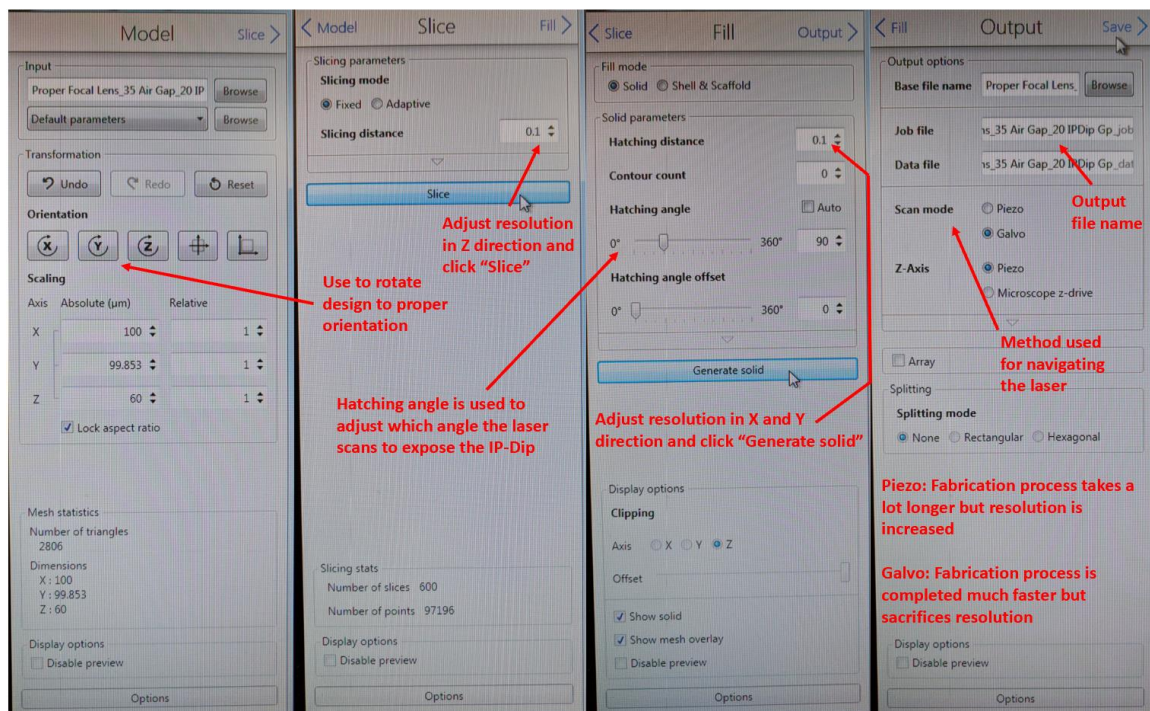 Model
Slice >
Input
Proper Focal Lens_35 Air Gap_20 IP
Browse
Default parameters
Browse
Transformation
Undo
Redo
Reset
Orientation
X
Y
Z
Scaling
Axis Absolute (µm) Relative
X 100 1
Y 99.853 1
Z 60 1
Lock aspect ratio
Use to rotate
design to proper
orientation
Mesh statistics
Number of triangles
2806
Dimensions
X : 100
Y : 99.853
Z : 60
Display options
Disable preview
Options
< Model
Slice
Fill >
Slicing parameters
Slicing mode
Fixed Adaptive
Slicing distance 0.1
Slice
Adjust resolution
in Z direction and
click “Slice”
Hatching angle is used to
adjust which angle the laser
scans to expose the IP-Dip
Slicing stats
Number of slices 600
Number of points 97196
Display options
Disable preview
Options
< Slice
Fill
Output >
Fill mode
Solid Shell & Scaffold
Solid parameters
Hatching distance 0.1
Contour count 0
Hatching angle Auto
0° 360° 90
Hatching angle offset
0° 360° 0
Generate solid
Adjust resolution in X and Y
direction and click “Generate solid”
Display options
Clipping
Axis X Y Z
Offset
Show solid
Show mesh overlay
Disable preview
Options
< Fill
Output
Save >
Output options
Base file name Proper Focal Lens_ Browse
Job file ns_35 Air Gap_20 IPDip Gp_job
Data file ns_35 Air Gap_20 IPDip Gp_dat
Output
file name
Scan mode Piezo
Galvo
Z-Axis Piezo
Microscope z-drive
Method used
for navigating
the laser
Array
Splitting
Splitting mode
None Rectangular Hexagonal
Piezo: Fabrication process takes a
lot longer but resolution is
increased
Galvo: Fabrication process is
completed much faster but
sacrifices resolution
Display options
Disable preview
Options